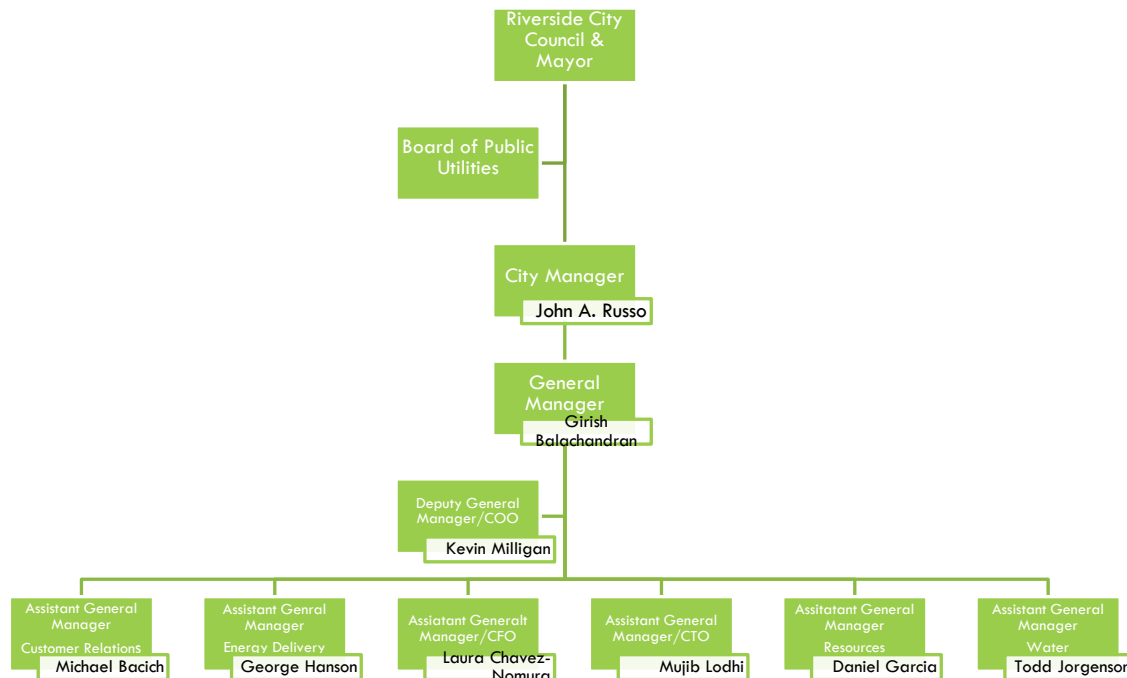 Riverside City
Council &
Mayor
Board of Public
Utilities
City Manager
John A. Russo
General
Manager
Girish
Balachandran
Deputy General
Manager/COO
Kevin Milligan
Assistant General
Manager
Customer Relations
Michael Bacich
Assistant Genral
Manager
Energy Delivery
George Hanson
Assiatant Generalt
Manager/CFO
Laura Chavez-
Nomura
Assistant General
Manager/CTO
Mujib Lodhi
Assitatant General
Manager
Resources
Daniel Garcia
Assistant General
Manager
Water
Todd Jorgenson